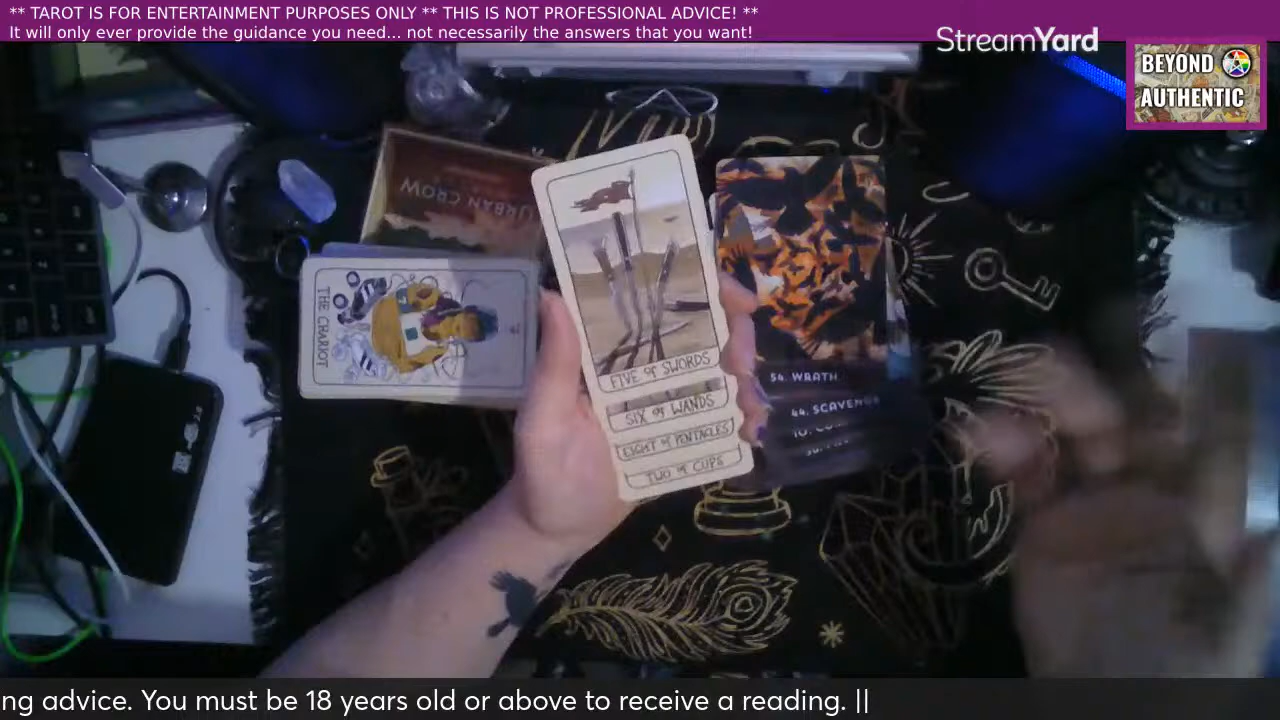 ** TAROT IS FOR ENTERTAINMENT PURPOSES ONLY ** THIS IS NOT PROFESSIONAL ADVICE! **
It will only ever provide the guidance you need... not necessarily the answers that you want!
StreamYard
BEYOND
AUTHENTIC
URBAN CROW
THE CHARIOT
FIVE OF SWORDS
SIX OF WANDS
EIGHT OF PENTACLES
TWO OF CUPS
54. WRATH
44. SCAVENGE
10.
ng advice. You must be 18 years old or above to receive a reading. ||